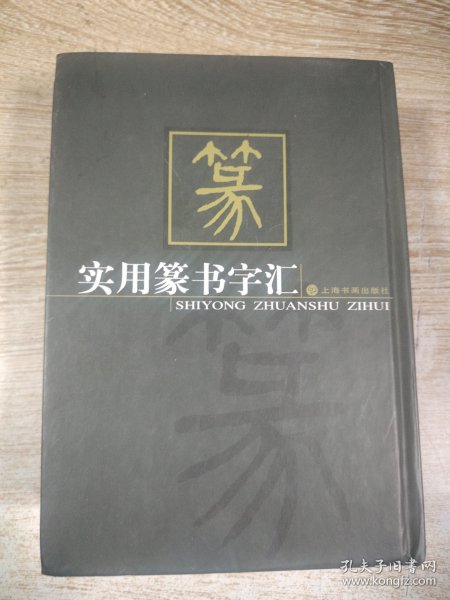 篆
实用篆书字汇
上海书画出版社
SHIYONG ZHUANSHU ZIHUI
篆
孔夫子旧书网
www.kongfz.com